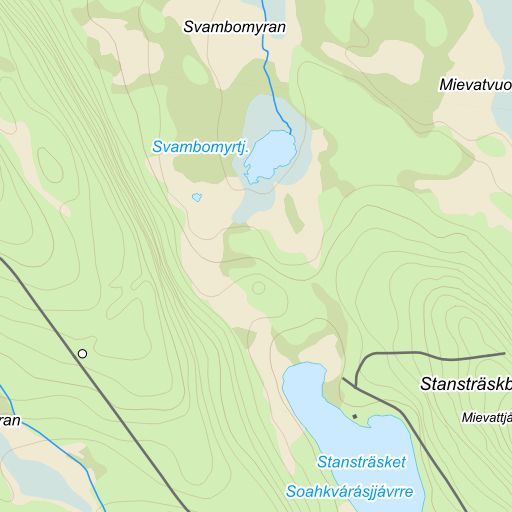 Svambomyran
Mievatvuo
Svambomyrtj.
Stansträskb
Mievattjå
ran
Stansträsket
Soahkvárásjjávrre